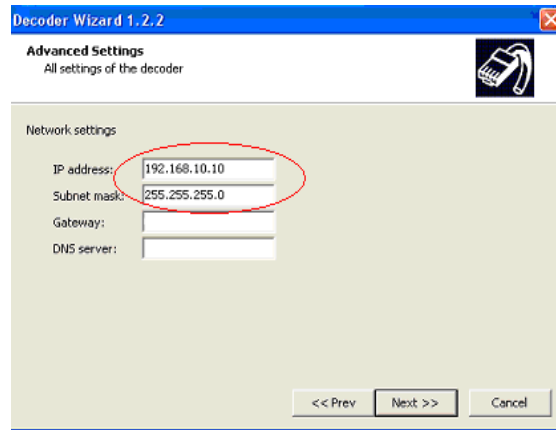 Decoder Wizard 1.2.2
Advanced Settings
All settings of the decoder
Network settings
IP address: 192.168.10.10
Subnet mask: 255.255.255.0
Gateway:
DNS server:
<< Prev Next >> Cancel